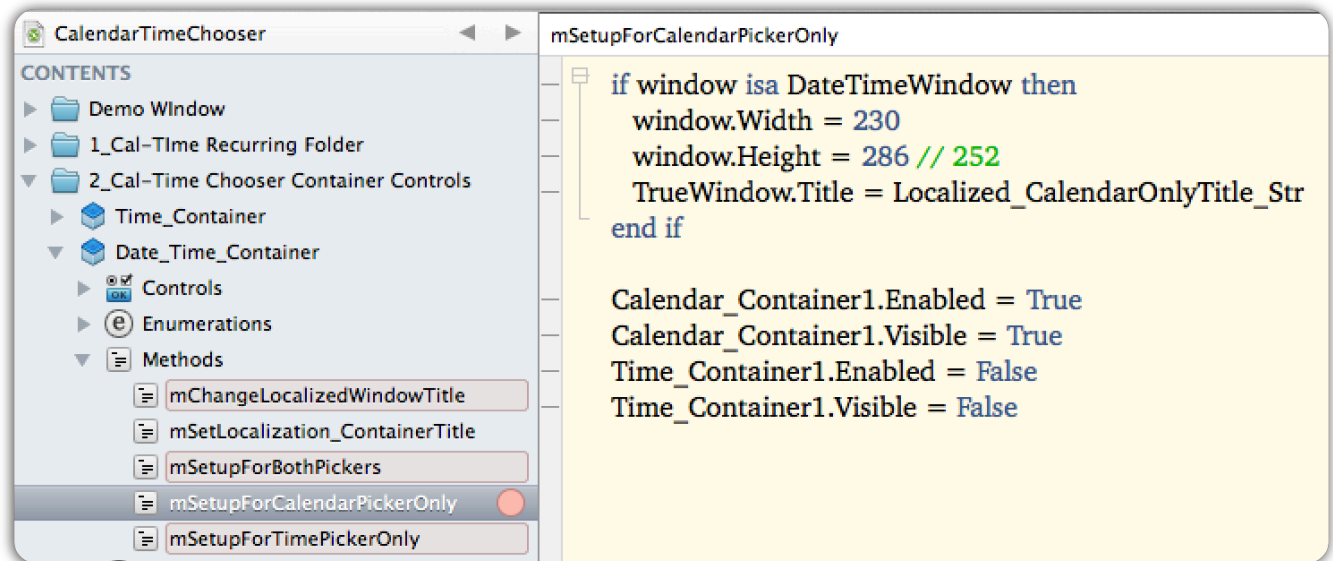 CalendarTimeChooser
CONTENTS
Demo WIndow
1_Cal-TIme Recurring Folder
2_Cal-Time Chooser Container Controls
Time_Container
Date_Time_Container
OK Controls
e Enumerations
Methods
mChangeLocalizedWindowTitle
mSetLocalization_ContainerTitle
mSetupForBothPickers
mSetupForCalendarPickerOnly
mSetupForTimePickerOnly
mSetupForCalendarPickerOnly
if window isa DateTimeWindow then
window.Width = 230
window.Height = 286 // 252
TrueWindow.Title = Localized_CalendarOnlyTitle_Str
end if
Calendar_Container1.Enabled = True
Calendar_Container1.Visible = True
Time_Container1.Enabled = False
Time_Container1.Visible = False